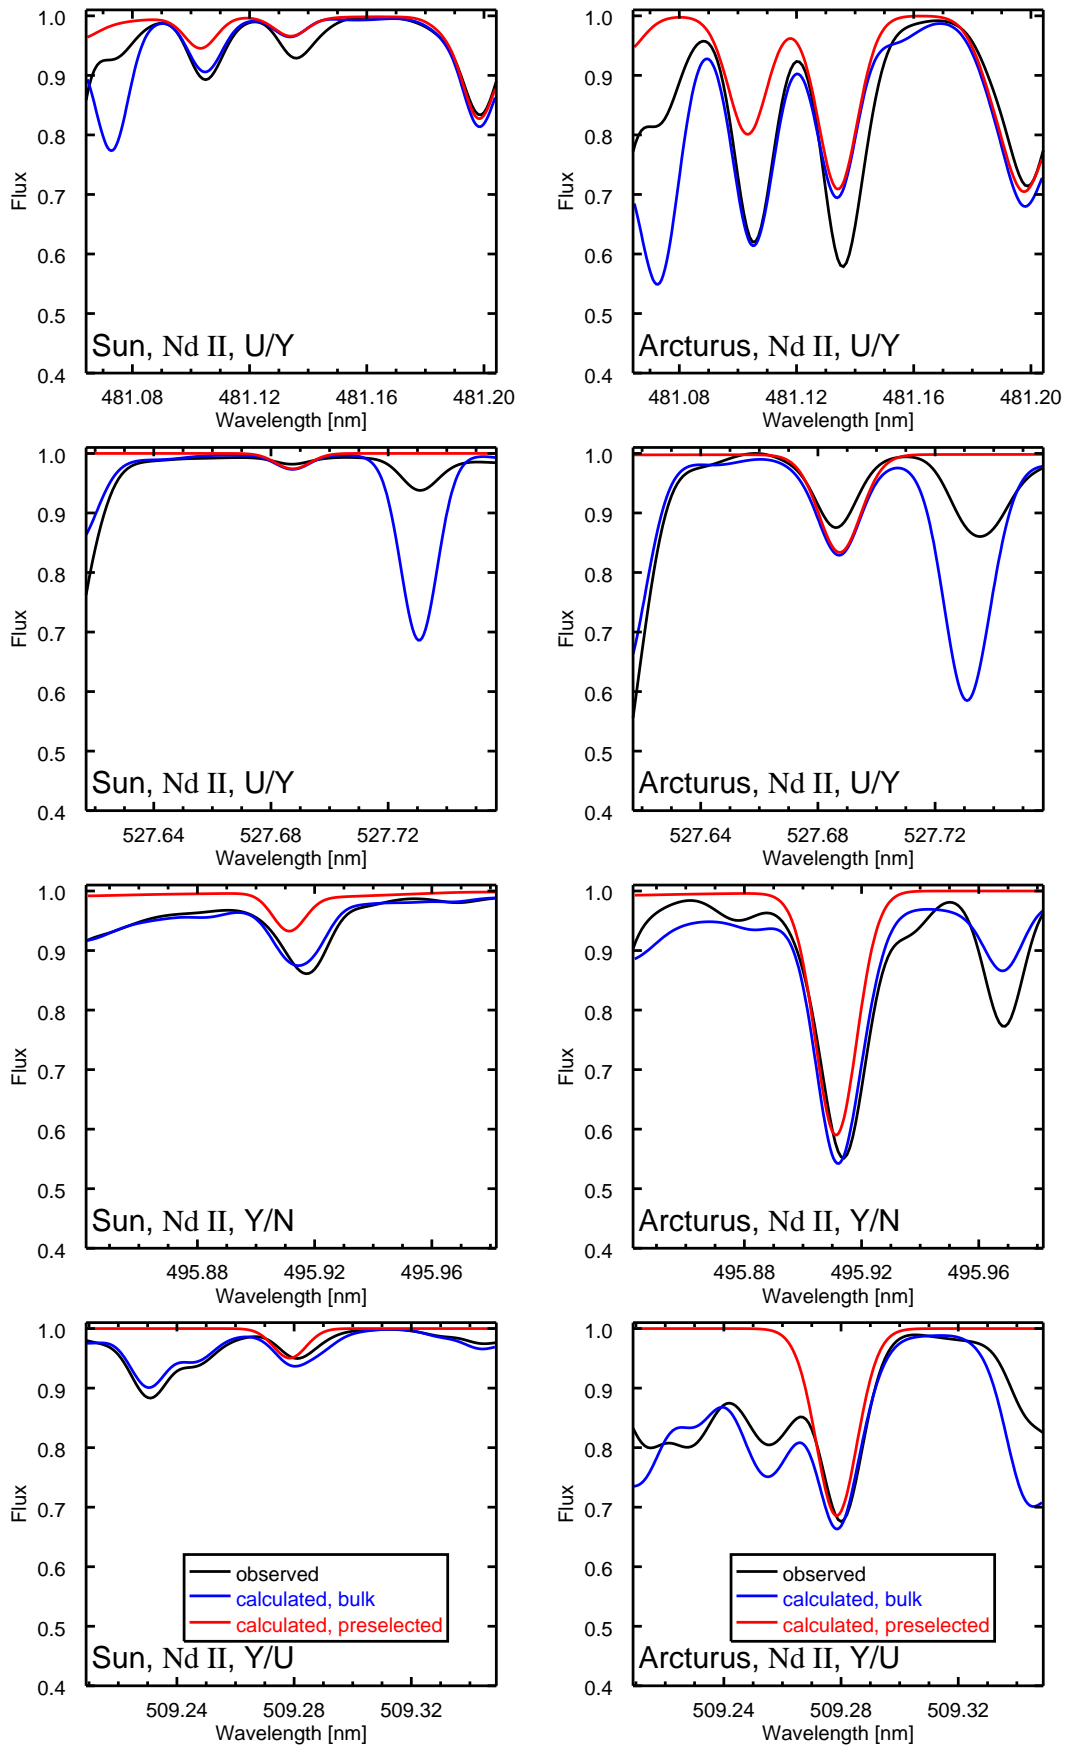 1.0
0.9
0.8
0.7
0.6
0.5
0.4
Flux
Sun, Nd II, U/Y
481.08 481.12 481.16 481.20
Wavelength [nm]
1.0
0.9
0.8
0.7
0.6
0.5
0.4
Flux
Arcturus, Nd II, U/Y
481.08 481.12 481.16 481.20
Wavelength [nm]
1.0
0.9
0.8
0.7
0.6
0.5
0.4
Flux
Sun, Nd II, U/Y
527.64 527.68 527.72
Wavelength [nm]
1.0
0.9
0.8
0.7
0.6
0.5
0.4
Flux
Arcturus, Nd II, U/Y
527.64 527.68 527.72
Wavelength [nm]
1.0
0.9
0.8
0.7
0.6
0.5
0.4
Flux
Sun, Nd II, Y/N
495.88 495.92 495.96
Wavelength [nm]
1.0
0.9
0.8
0.7
0.6
0.5
0.4
Flux
Arcturus, Nd II, Y/N
495.88 495.92 495.96
Wavelength [nm]
1.0
0.9
0.8
0.7
0.6
0.5
0.4
Flux
observed
calculated, bulk
calculated, preselected
Sun, Nd II, Y/U
509.24 509.28 509.32
Wavelength [nm]
1.0
0.9
0.8
0.7
0.6
0.5
0.4
Flux
observed
calculated, bulk
calculated, preselected
Arcturus, Nd II, Y/U
509.24 509.28 509.32
Wavelength [nm]